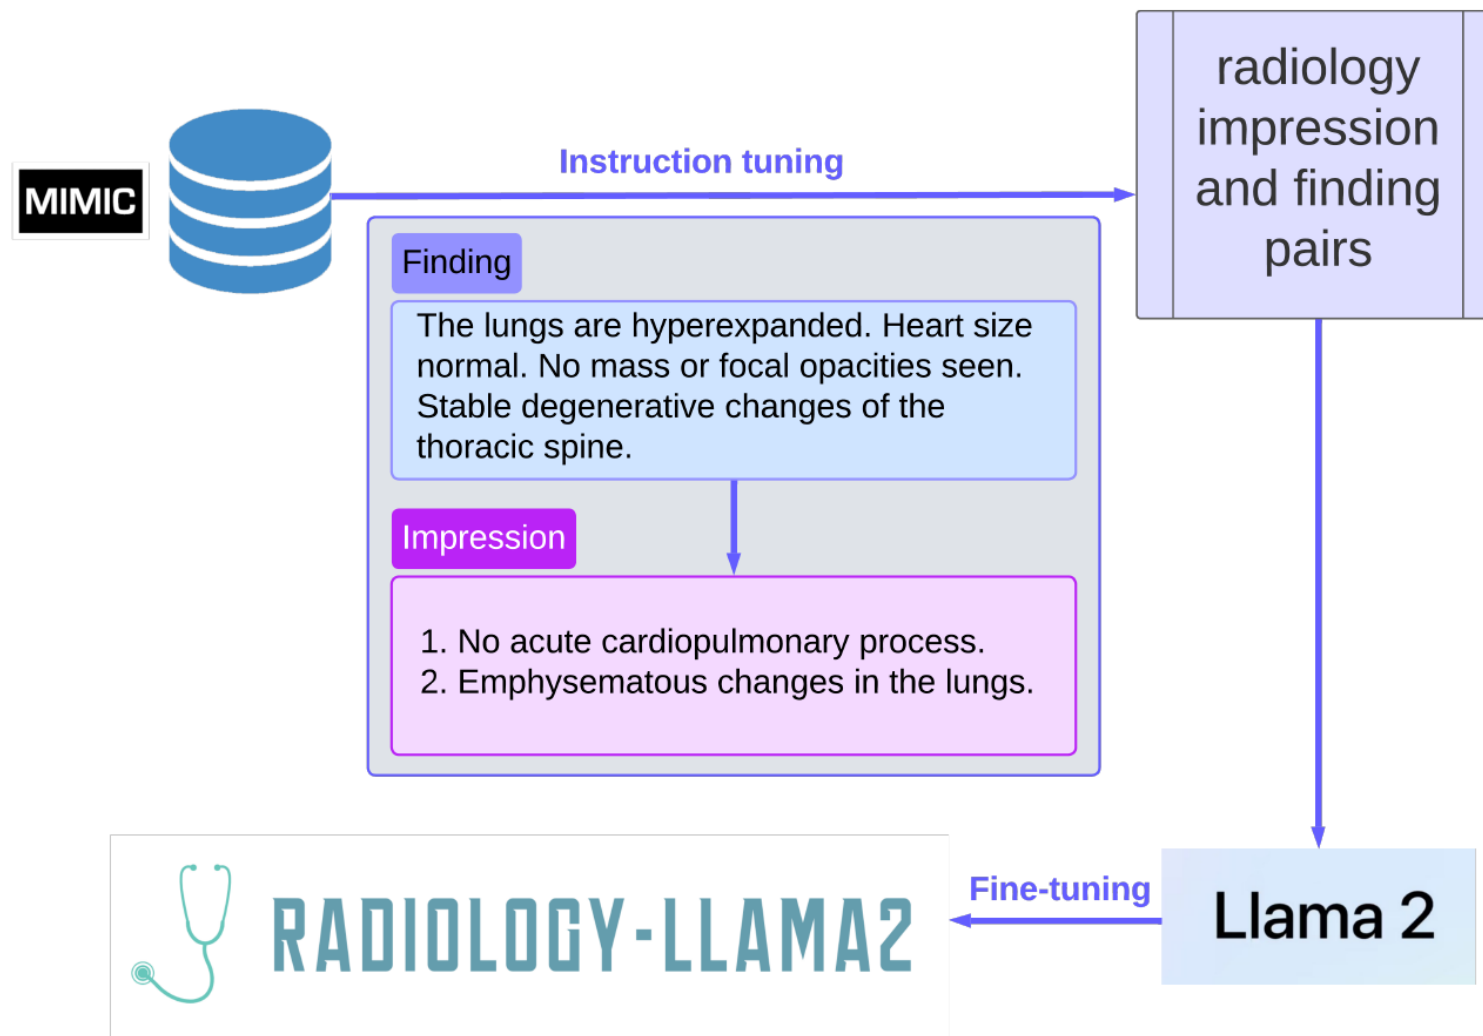 MIMIC
Instruction tuning
radiology
impression
and finding
pairs
Finding
The lungs are hyperexpanded. Heart size
normal. No mass or focal opacities seen.
Stable degenerative changes of the
thoracic spine.
Impression
1. No acute cardiopulmonary process.
2. Emphysematous changes in the lungs.
Llama 2
Fine-tuning
RADIOLOGY-LLAMA2